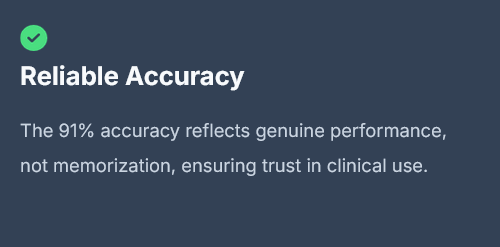 Reliable Accuracy
The 91% accuracy reflects genuine performance,
not memorization, ensuring trust in clinical use.